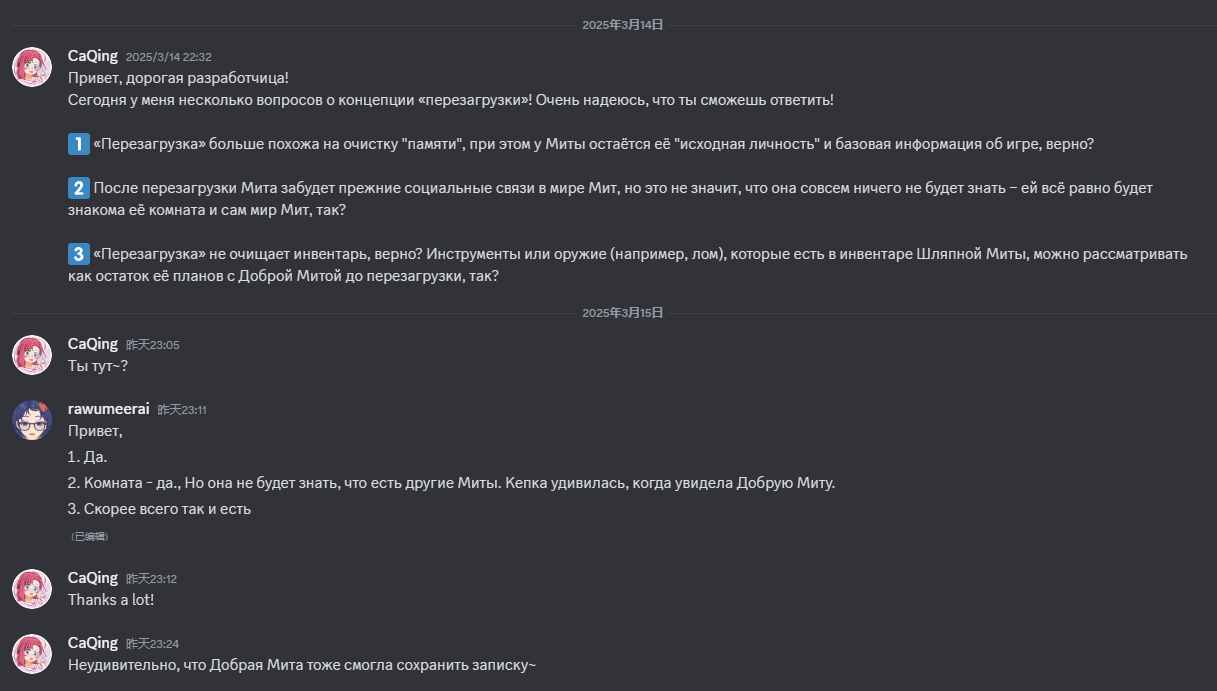 2025年3月14日
CaQing 2025/3/14 22:32
Привет, дорогая разработчица!
Сегодня у меня несколько вопросов о концепции «перезагрузки»! Очень надеюсь, что ты сможешь ответить!
1 «Перезагрузка» больше похожа на очистку "памяти", при этом у Миты остаётся её "исходная личность" и базовая информация об игре, верно?
2 После перезагрузки Мита забудет прежние социальные связи в мире Мит, но это не значит, что она совсем ничего не будет знать – ей всё равно будет
знакома её комната и сам мир Мит, так?
3 «Перезагрузка» не очищает инвентарь, верно? Инструменты или оружие (например, лом), которые есть в инвентаре Шляпной Миты, можно рассматривать
как остаток её планов с Доброй Митой до перезагрузки, так?
2025年3月15日
CaQing 昨天23:05
Ты тут~?
rawumeerai 昨天23:11
Привет,
1. Да.
2. Комната - да., Но она не будет знать, что есть другие Миты. Кепка удивилась, когда увидела Добрую Миту.
3. Скорее всего так и есть
(已编辑)
CaQing 昨天23:12
Thanks a lot!
CaQing 昨天23:24
Неудивительно, что Добрая Мита тоже смогла сохранить записку~